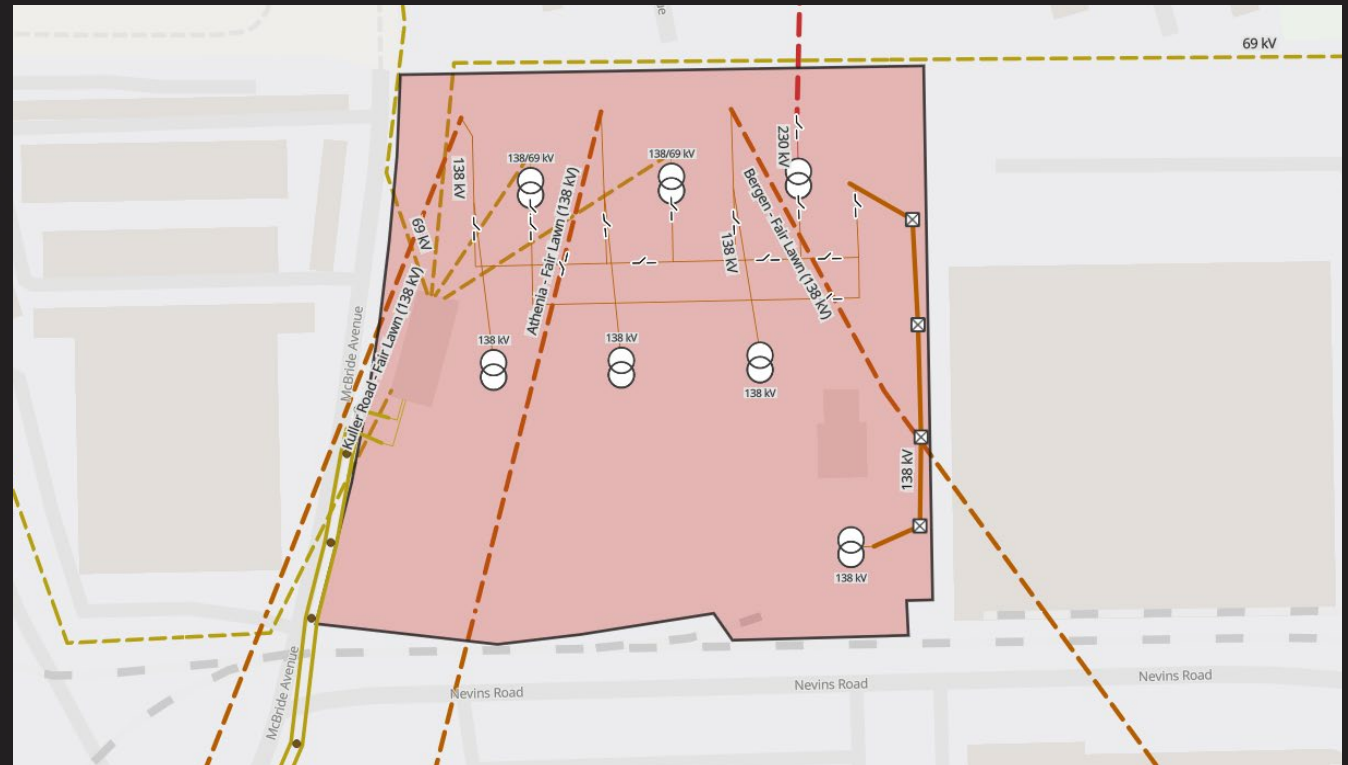 69 kV
230 kV
138 kV
138/69 kV
138/69 kV
69 kV
Athenia - Fair Lawn (138 kV)
138 kV
Bergen - Fair Lawn (138 kV)
Kuller Road - Fair Lawn (138 kV)
McBride Avenue
138 kV
138 kV
138 kV
138 kV
138 kV
McBride Avenue
Nevins Road
Nevins Road
Nevins Road